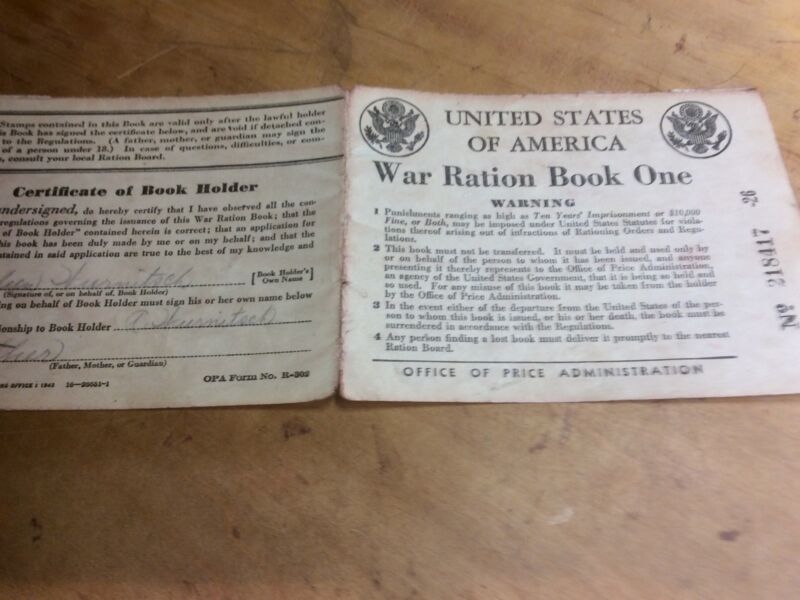 Stamps contained in this Book are valid only after the lawful holder
is Book has signed the certificate below, and are void if detached con-
to the Regulations. (A father, mother, or guardian may sign the
of a person under 18.) In case of questions, difficulties, or com-
, consult your local Ration Board.
Certificate of Book Holder
ndersigned, do hereby certify that I have observed all the con-
regulations governing the issuance of this War Ration Book; that the
of Book Holder" contained herein is correct; that an application for
his book has been duly made by me or on my behalf; and that the
ntained in said application are true to the best of my knowledge and
[Book Holder's
Own Name]
(Signature of, or on behalf of, Book Holder)
ing on behalf of Book Holder must sign his or her own name below
ionship to Book Holder
(Father, Mother, or Guardian)
NG OFFICE : 1942 16-26651-1 OPA Form No. R-302
UNITED STATES
OF AMERICA
War Ration Book One
WARNING
1 Punishments ranging as high as Ten Years' Imprisonment or $10,000
Fine, or Both, may be imposed under United States Statutes for viola-
tions thereof arising out of infractions of Rationing Orders and Regu-
lations.
2 This book must not be transferred. It must be held and used only by
or on behalf of the person to whom it has been issued, and anyone
presenting it thereby represents to the Office of Price Administration,
an agency of the United States Government, that it is being so held and
so used. For any misuse of this book it may be taken from the holder
by the Office of Price Administration.
3 In the event either of the departure from the United States of the per-
son to whom this book is issued, or his or her death, the book must be
surrendered in accordance with the Regulations.
4 Any person finding a lost book must deliver it promptly to the nearest
Ration Board.
OFFICE OF PRICE ADMINISTRATION